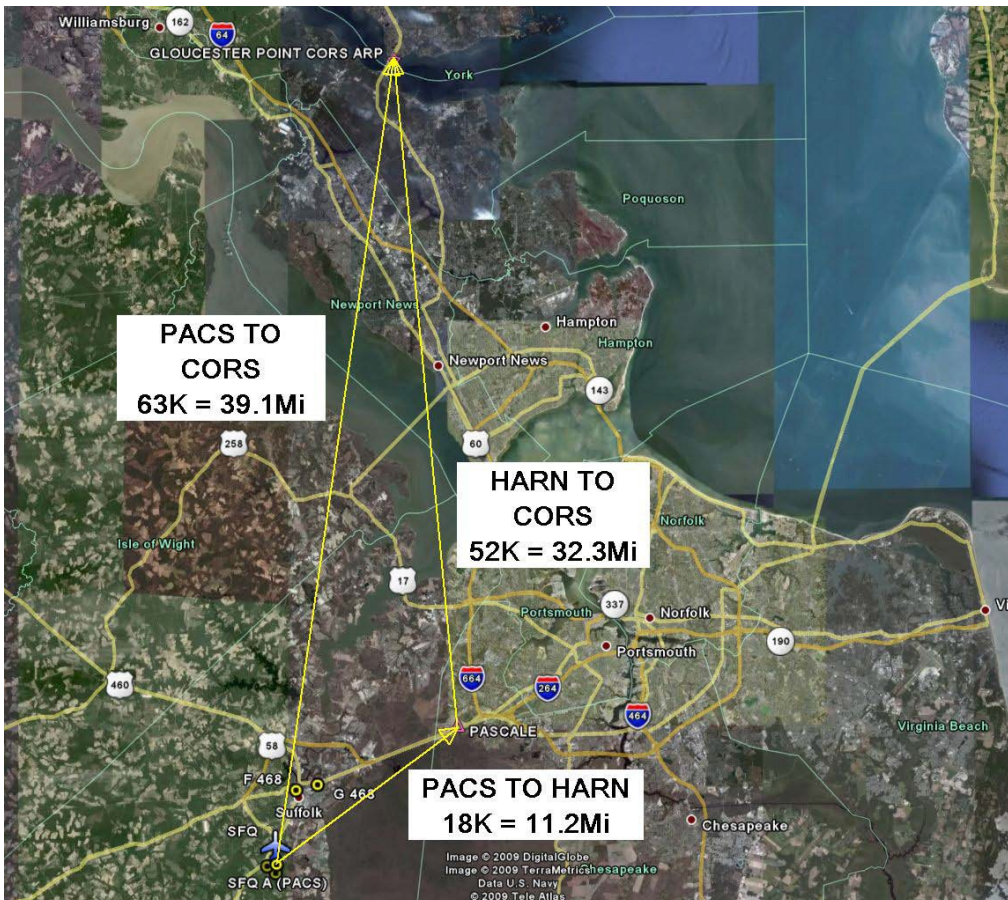 Williamsburg
162
64
GLOUCESTER POINT CORS ARP
York
Poquoson
Newport News
Hampton
Hampton
Newport News
143
PACS TO
CORS
63K = 39.1Mi
258
60
HARN TO
CORS
52K = 32.3Mi
Norfolk
Isle of Wight
17
Portsmouth
337
Norfolk
Vi
190
Portsmouth
460
664
264
464
PASCALE
Virginia Beach
58
F 468
G 468
Suffolk
PACS TO HARN
18K = 11.2Mi
Chesapeake
SFQ
SFQ A (PACS)
Image © 2009 DigitalGlobe
Image © 2009 TerraMetrics
Chesapeake
Data U.S. Navy
© 2009 Tele Atlas